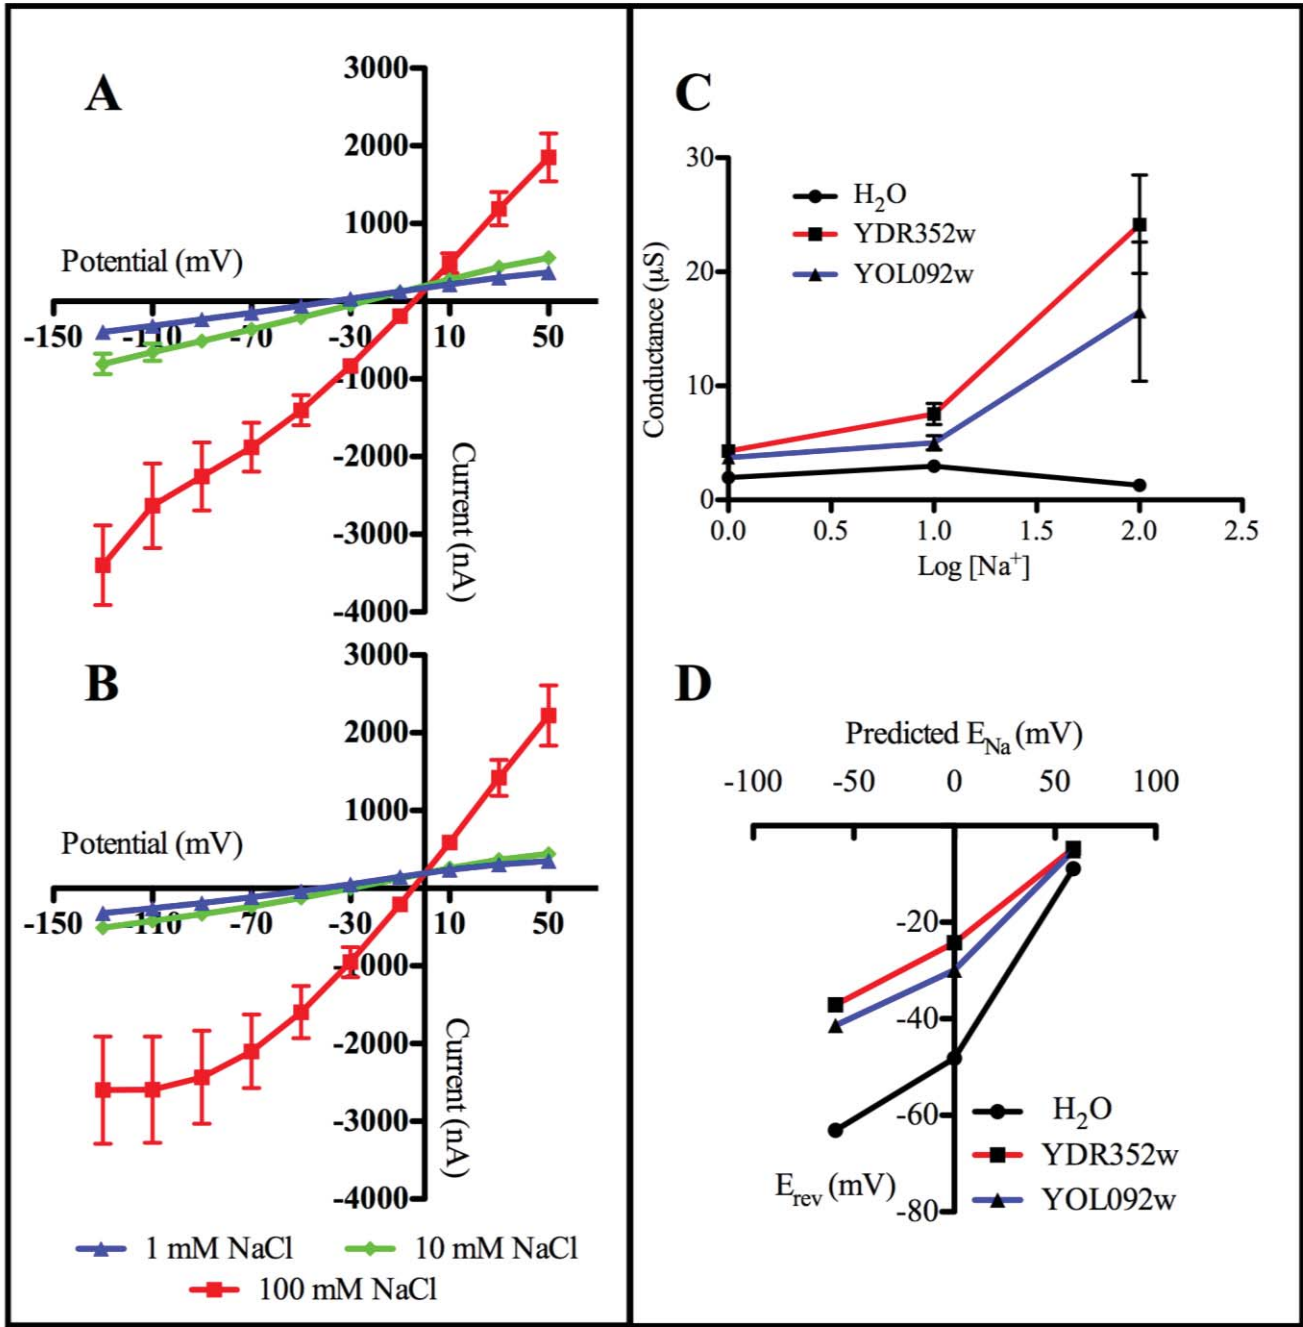 A
3000
2000
1000
Potential (mV)
-150 -110 -70 -30 10 50
-1000
-2000
-3000
-4000
Current (nA)
B
3000
2000
1000
Potential (mV)
-150 -110 -70 -30 10 50
-1000
-2000
-3000
-4000
Current (nA)
1 mM NaCl 10 mM NaCl
100 mM NaCl
C
30
20
10
0
Conductance (µS)
H₂O
YDR352w
YOL092w
0.0 0.5 1.0 1.5 2.0 2.5
Log [Na⁺]
D
Predicted E_Na (mV)
-100 -50 0 50 100
-20
-40
-60
-80
E_rev (mV)
H₂O
YDR352w
YOL092w